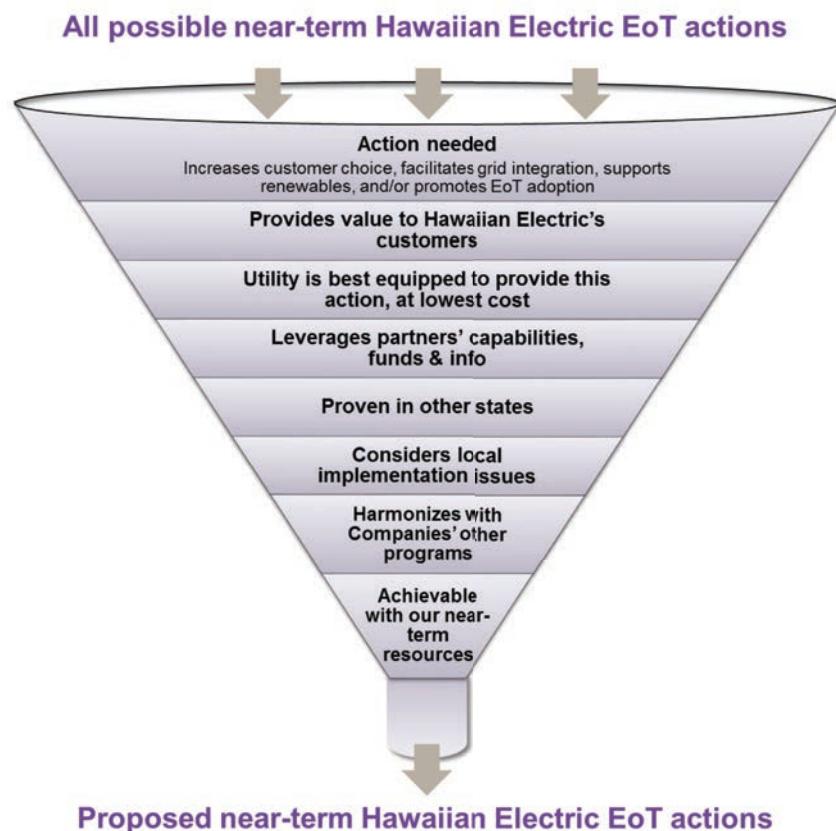 All possible near-term Hawaiian Electric EoT actions
Action needed
Increases customer choice, facilitates grid integration, supports
renewables, and/or promotes EoT adoption
Provides value to Hawaiian Electric's
customers
Utility is best equipped to provide this
action, at lowest cost
Leverages partners' capabilities,
funds & info
Proven in other states
Considers local
implementation issues
Harmonizes with
Companies' other
programs
Achievable
with our near-
term
resources
Proposed near-term Hawaiian Electric EoT actions